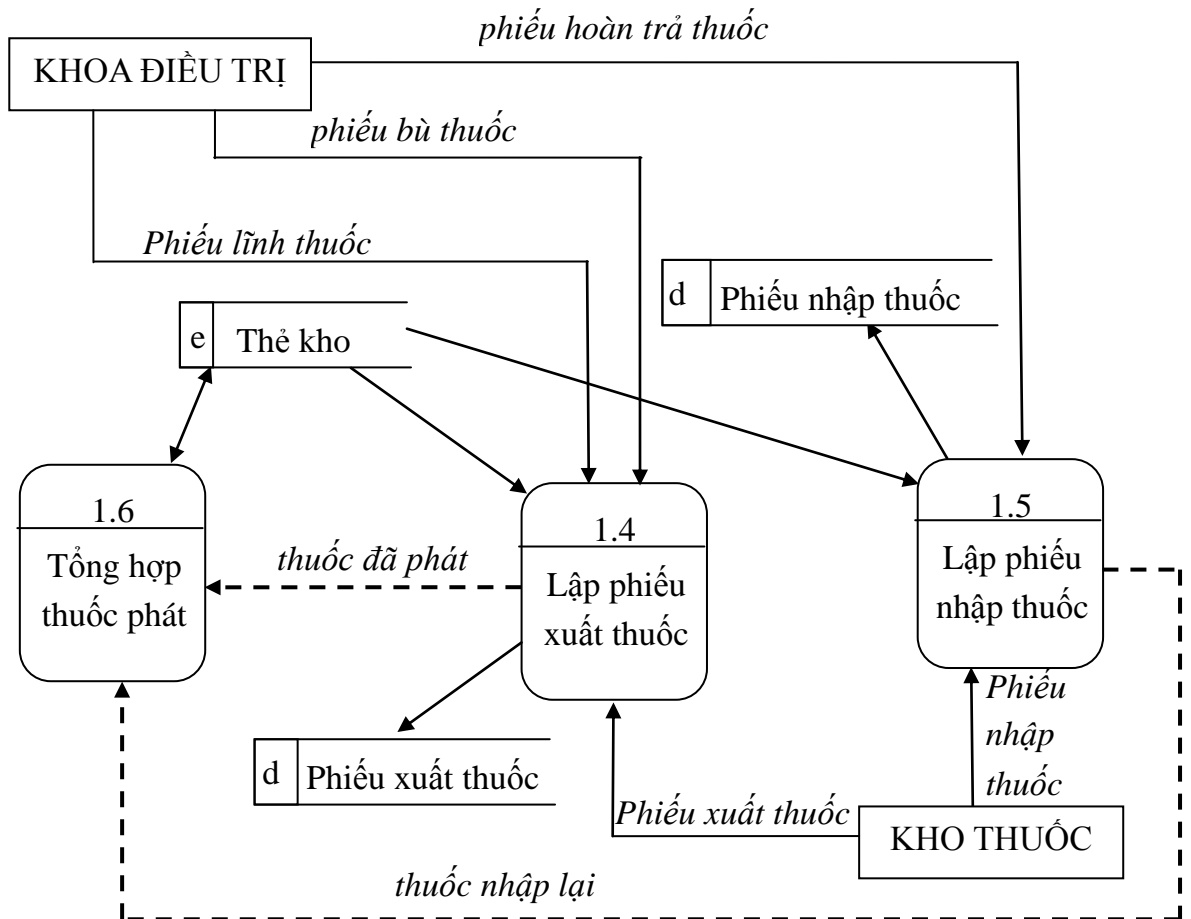 phiếu hoàn trả thuốc
KHOA ĐIỀU TRỊ
phiếu bù thuốc
Phiếu lĩnh thuốc
d Phiếu nhập thuốc
e Thẻ kho
1.6
Tổng hợp
thuốc phát
thuốc đã phát
1.4
Lập phiếu
xuất thuốc
1.5
Lập phiếu
nhập thuốc
Phiếu
nhập
thuốc
d Phiếu xuất thuốc
Phiếu xuất thuốc
KHO THUỐC
thuốc nhập lại